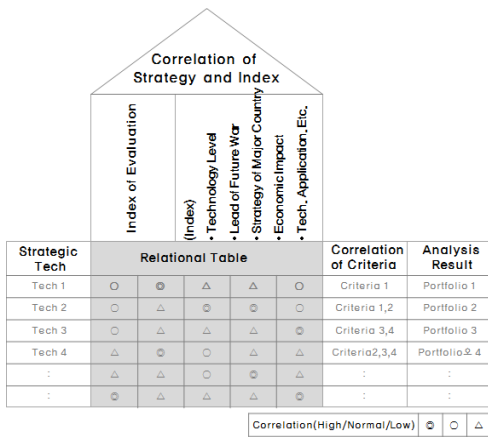 Correlation of
Strategy and Index
Index of Evaluation
(Index)
• Technology Level
• Lead of Future War
• Strategy of Major Country
• Economic Impact
• Tech. Application, Etc.
Strategic Tech Relational Table Correlation of Criteria Analysis Result
Tech 1 ○ ◎ △ △ ○ Criteria 1 Portfolio 1
Tech 2 ○ △ ◎ ◎ ○ Criteria 1,2 Portfolio 2
Tech 3 ○ △ △ △ ◎ Criteria 3,4 Portfolio 3
Tech 4 △ ◎ ○ △ △ Criteria2,3,4 Portfolio오 4
: △ △ ○ ◎ △ : :
: ◎ △ △ △ ◎ : :
Correlation(High/Normal/Low) ◎ ○ △